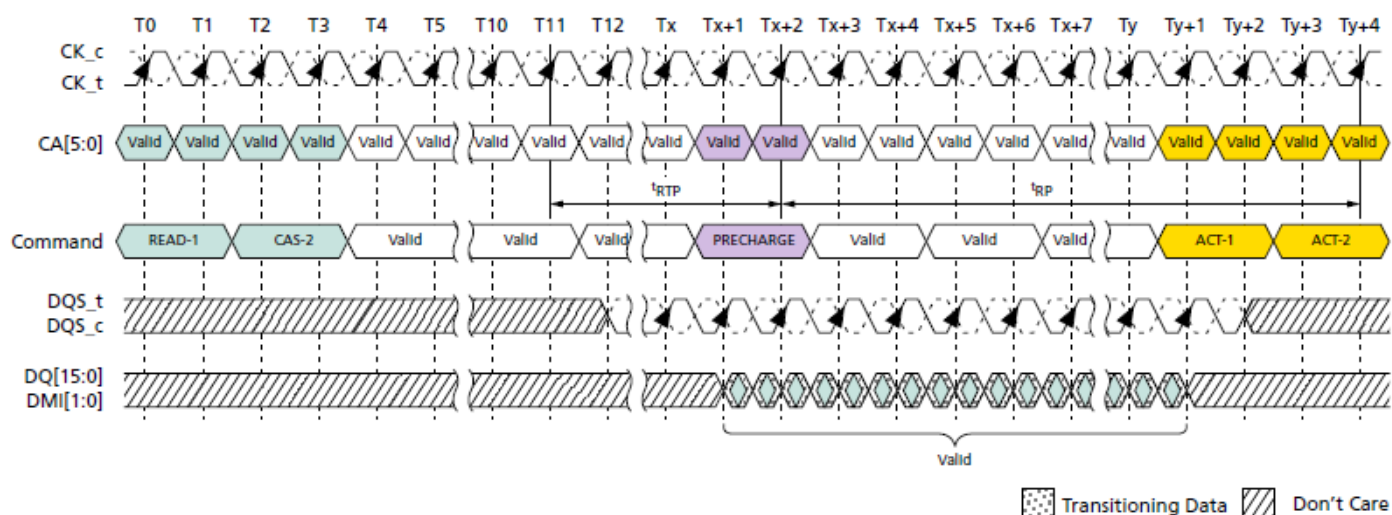 T0 T1 T2 T3 T4 T5 T10 T11 T12 Tx Tx+1 Tx+2 Tx+3 Tx+4 Tx+5 Tx+6 Tx+7 Ty Ty+1 Ty+2 Ty+3 Ty+4
CK_c
CK_t
CA[5:0] Valid Valid Valid Valid Valid Valid Valid Valid Valid Valid Valid Valid Valid Valid Valid Valid Valid Valid Valid Valid Valid Valid
tRTP tRP
Command READ-1 CAS-2 Valid Valid Valid PRECHARGE Valid Valid Valid ACT-1 ACT-2
DQS_t
DQS_c
DQ[15:0]
DMI[1:0]
Valid
Transitioning Data Don't Care